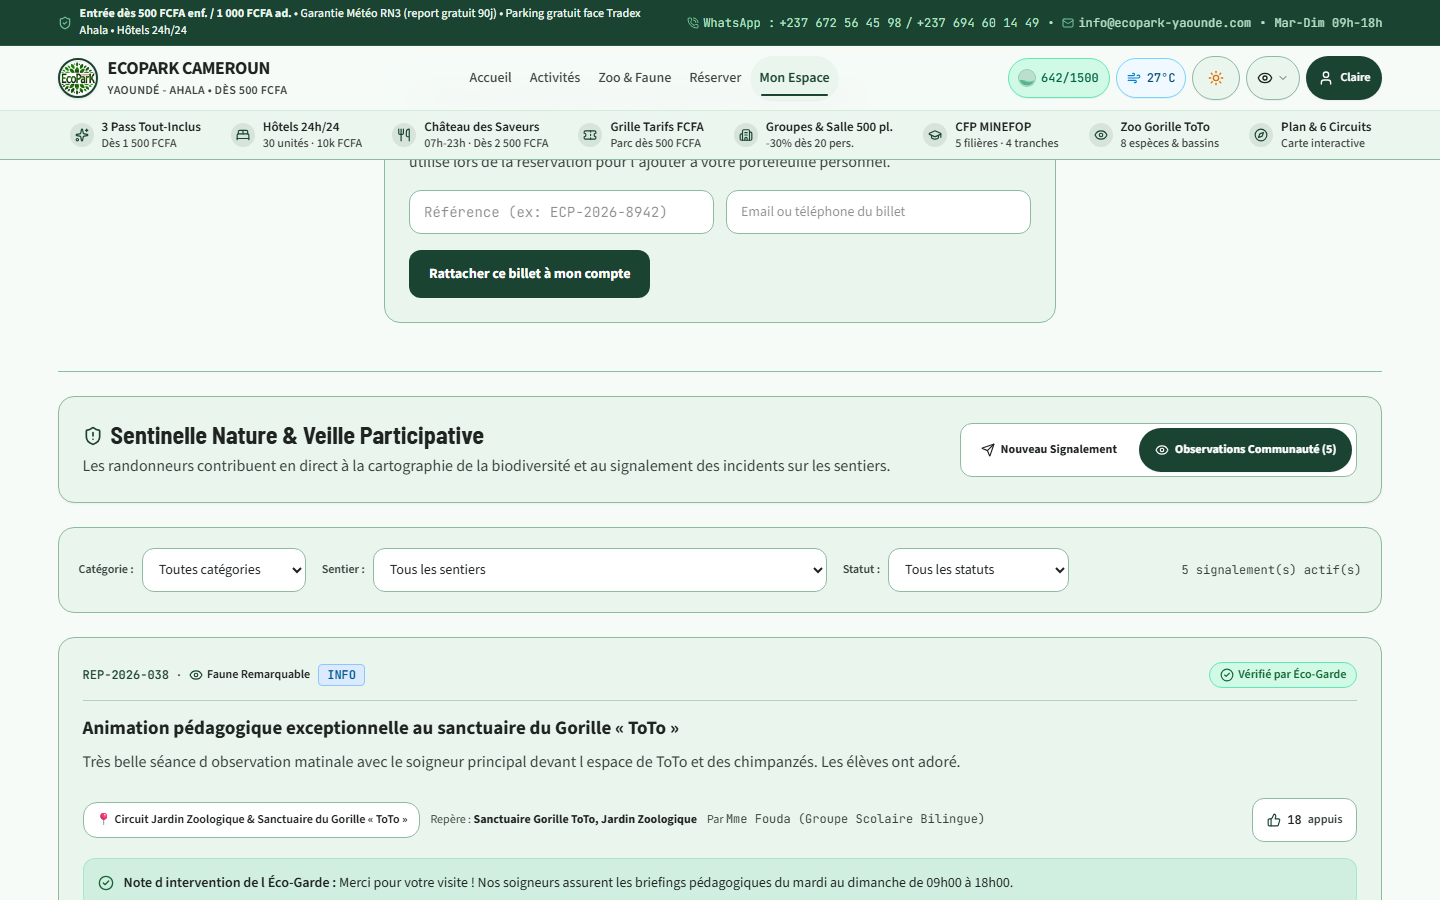 Entrée dès 500 FCFA enf. / 1 000 FCFA ad. • Garantie Météo RN3 (report gratuit 90j) • Parking gratuit face Tradex
Ahala • Hôtels 24h/24
WhatsApp : +237 672 56 45 98 / +237 694 60 14 49 • info@ecopark-yaounde.com • Mar-Dim 09h-18h
EcoParK
ECOPARK CAMEROUN
YAOUNDÉ - AHALA • DÈS 500 FCFA
Accueil
Activités
Zoo & Faune
Réserver
Mon Espace
642/1500
27°C
Claire
3 Pass Tout-Inclus
Dès 1 500 FCFA
Hôtels 24h/24
30 unités · 10k FCFA
Château des Saveurs
07h-23h · Dès 2 500 FCFA
Grille Tarifs FCFA
Parc dès 500 FCFA
Groupes & Salle 500 pl.
-30% dès 20 pers.
CFP MINEFOP
5 filières · 4 tranches
Zoo Gorille ToTo
8 espèces & bassins
Plan & 6 Circuits
Carte interactive
utilisé lors de la réservation pour l'ajouter à votre portefeuille personnel.
Référence (ex: ECP-2026-8942)
Email ou téléphone du billet
Rattacher ce billet à mon compte
Sentinelle Nature & Veille Participative
Les randonneurs contribuent en direct à la cartographie de la biodiversité et au signalement des incidents sur les sentiers.
Nouveau Signalement
Observations Communauté (5)
Catégorie :
Toutes catégories
Sentier :
Tous les sentiers
Statut :
Tous les statuts
5 signalement(s) actif(s)
REP-2026-038 · Faune Remarquable
INFO
Vérifié par Éco-Garde
Animation pédagogique exceptionnelle au sanctuaire du Gorille « ToTo »
Très belle séance d observation matinale avec le soigneur principal devant l espace de ToTo et des chimpanzés. Les élèves ont adoré.
Circuit Jardin Zoologique & Sanctuaire du Gorille « ToTo »
Repère : Sanctuaire Gorille ToTo, Jardin Zoologique
Par Mme Fouda (Groupe Scolaire Bilingue)
18 appuis
Note d intervention de l Éco-Garde : Merci pour votre visite ! Nos soigneurs assurent les briefings pédagogiques du mardi au dimanche de 09h00 à 18h00.